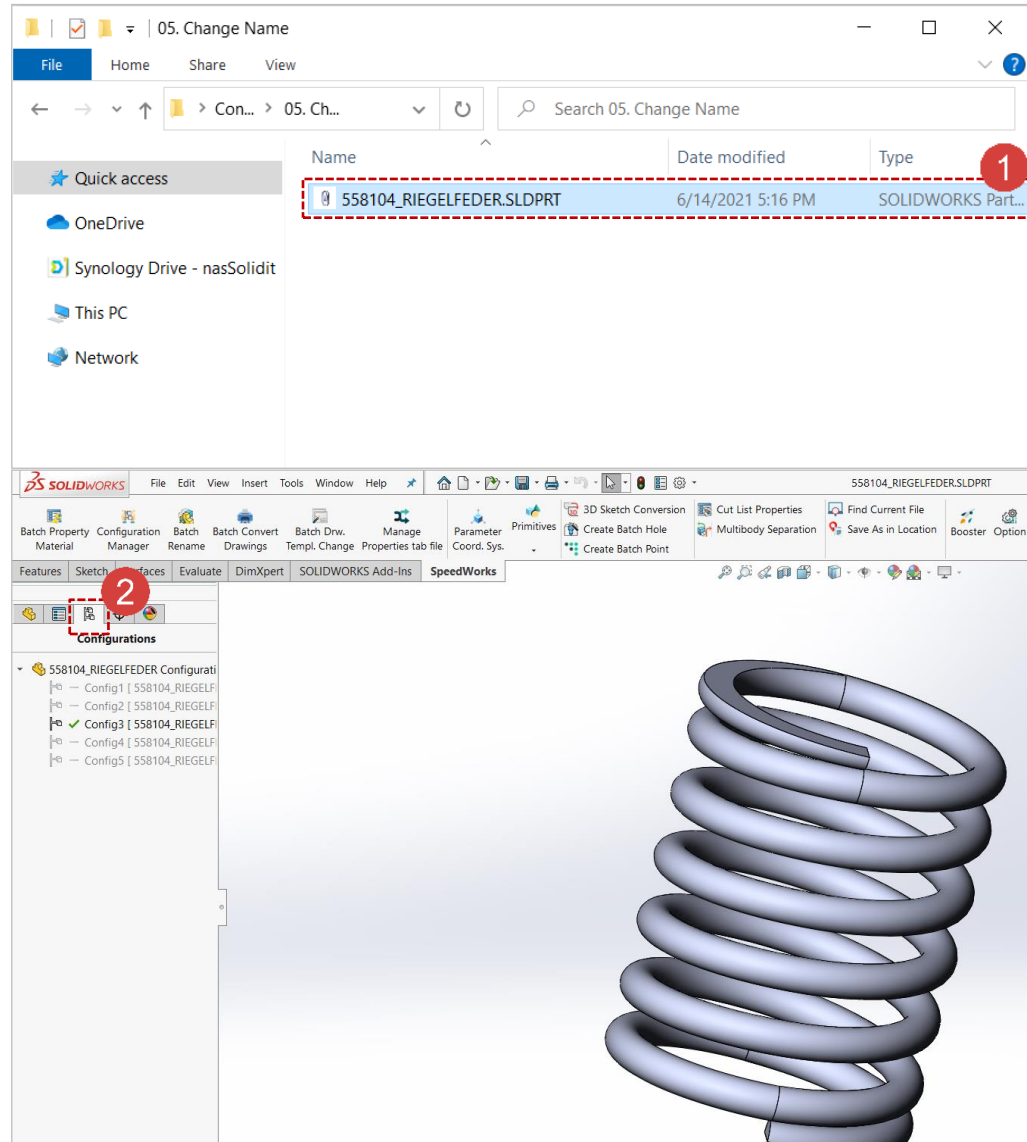 05. Change Name
File Home Share View
Con... 05. Ch... Search 05. Change Name
Name Date modified Type
1
Quick access
558104_RIEGELFEDER.SLDPRT 6/14/2021 5:16 PM SOLIDWORKS Part...
OneDrive
Synology Drive - nasSolidit
This PC
Network
SOLIDWORKS File Edit View Insert Tools Window Help 558104_RIEGELFEDER.SLDPRT
Batch Property Material
Configuration Manager
Batch Rename
Batch Convert Drawings
Batch Drw. Templ. Change
Manage Properties tab file
Parameter Coord. Sys.
Primitives
3D Sketch Conversion
Create Batch Hole
Create Batch Point
Cut List Properties
Multibody Separation
Find Current File
Save As in Location
Booster
Option
Features Sketch faces Evaluate DimXpert SOLIDWORKS Add-Ins SpeedWorks
2
Configurations
558104_RIEGELFEDER Configurati
Config1 [ 558104_RIEGELF
Config2 [ 558104_RIEGELF
Config3 [ 558104_RIEGELF
Config4 [ 558104_RIEGELF
Config5 [ 558104_RIEGELF